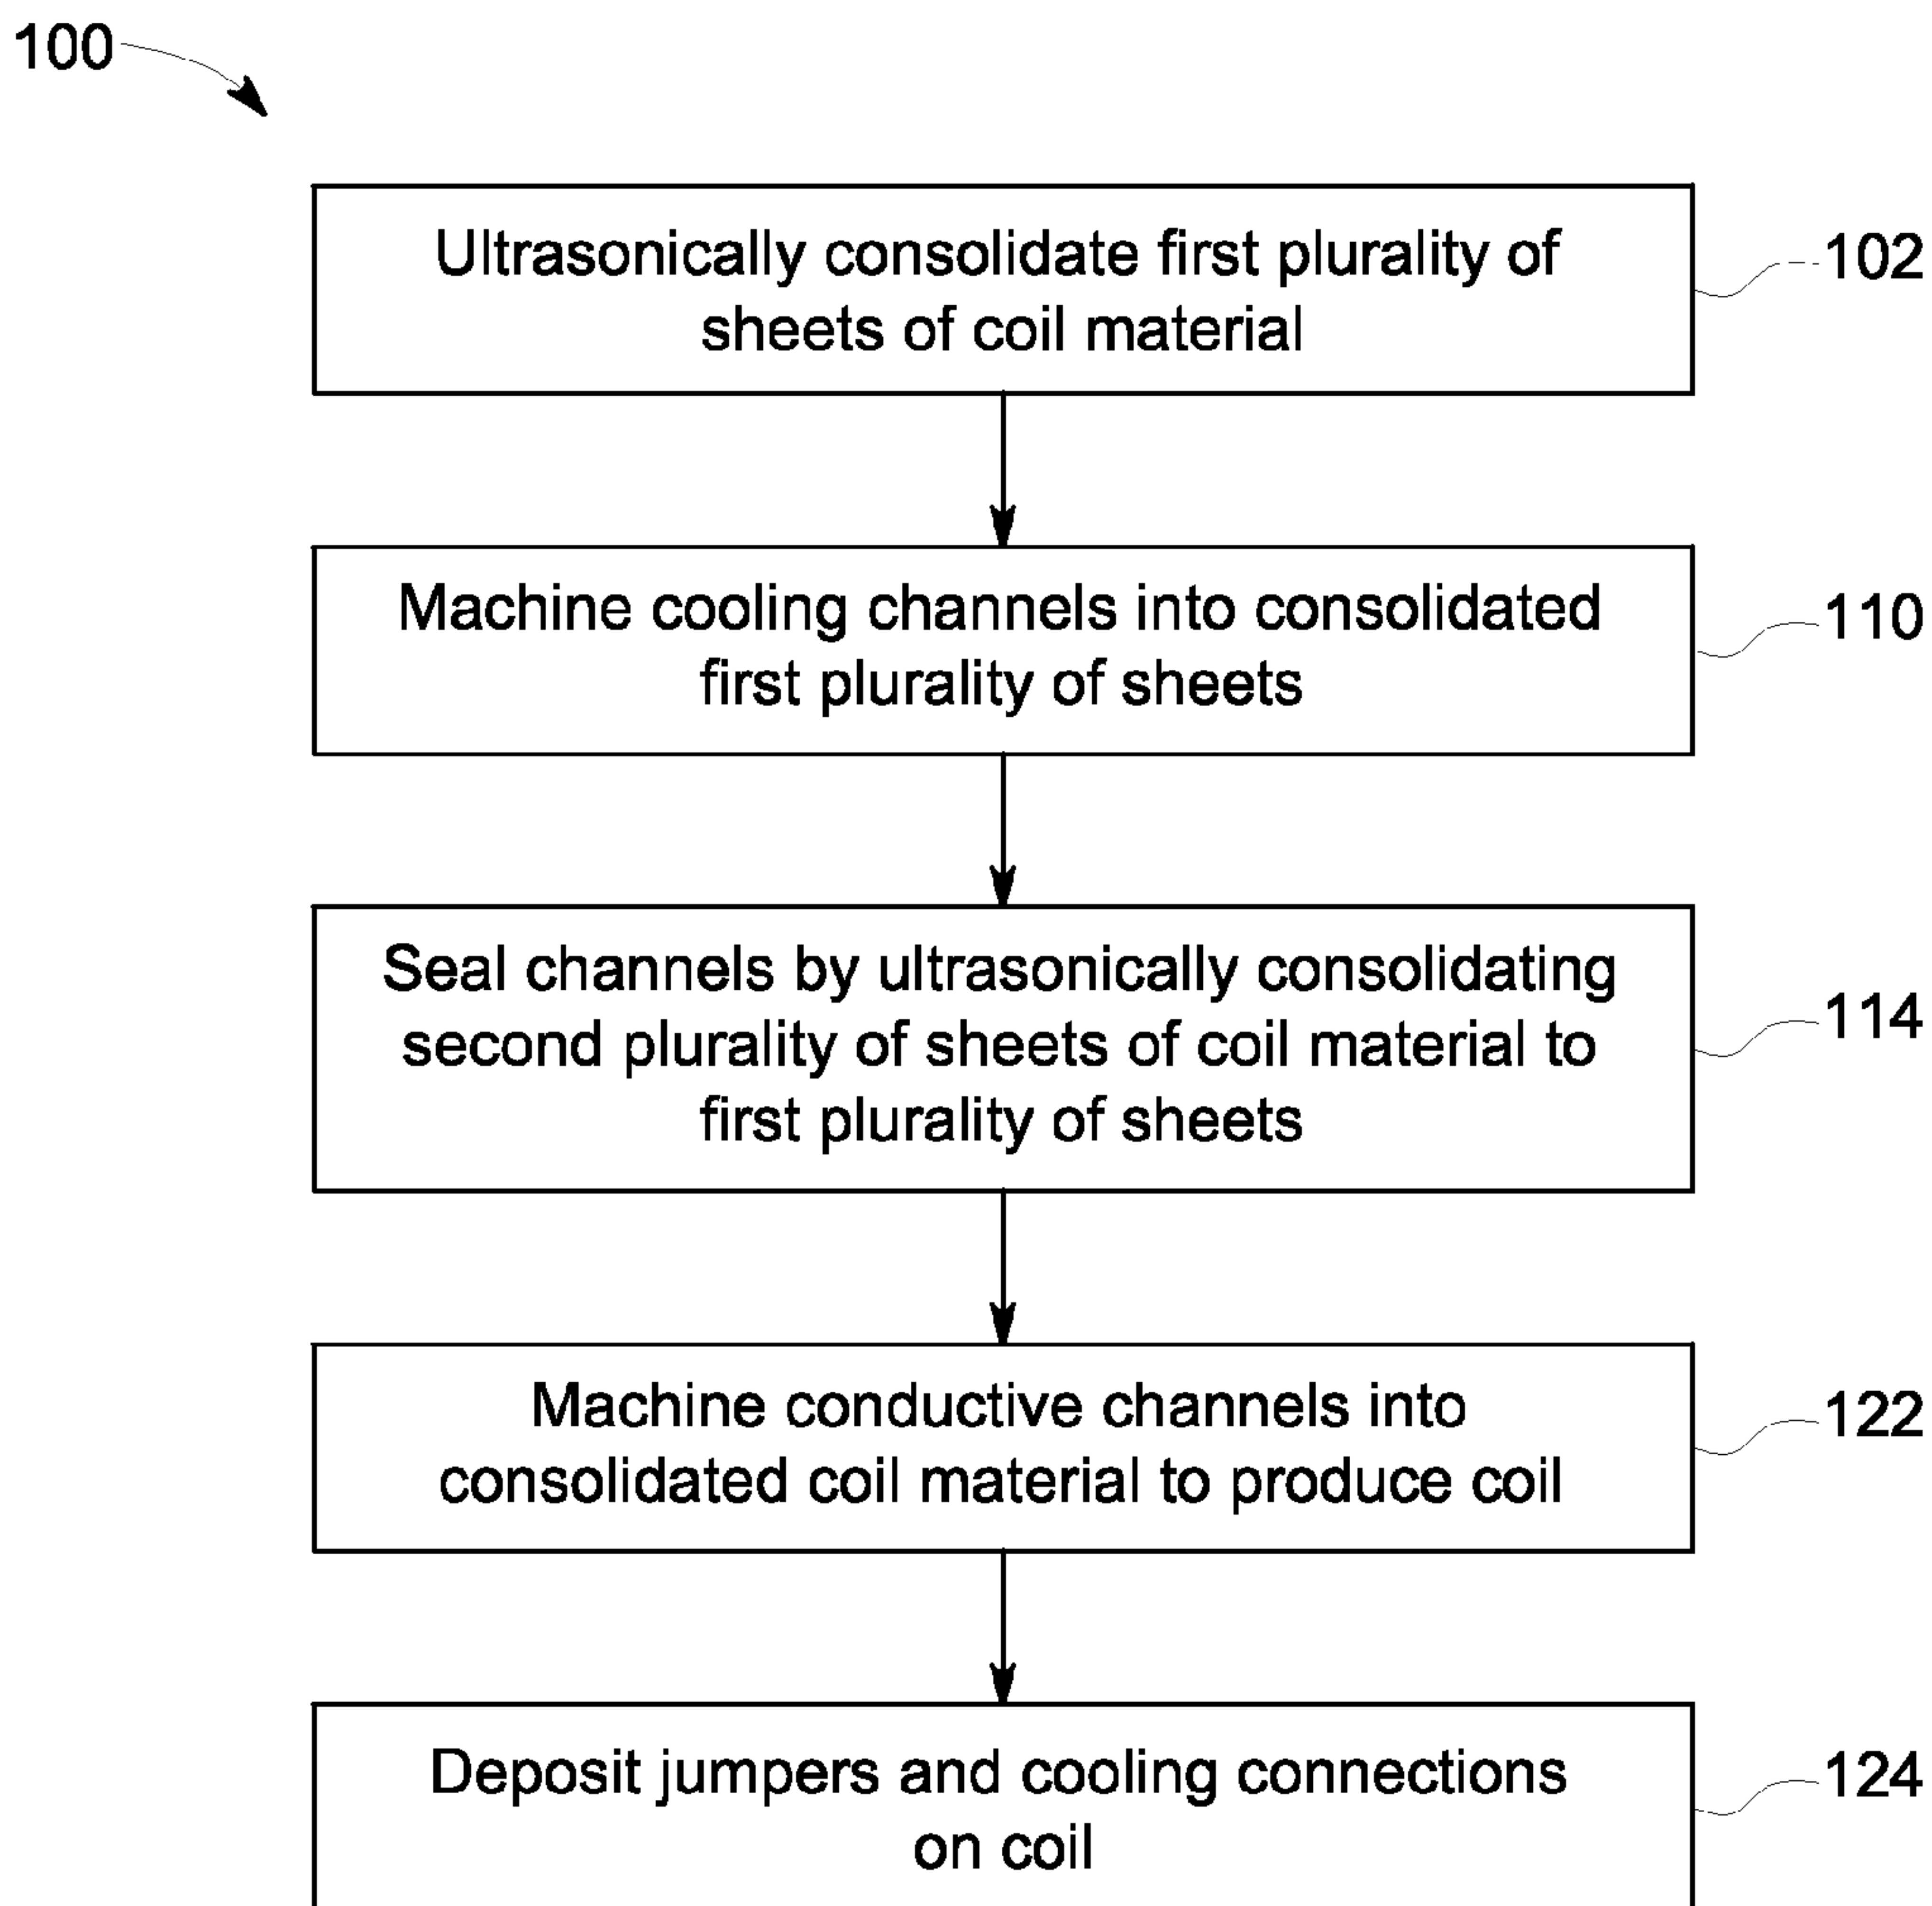 100
Ultrasonically consolidate first plurality of
sheets of coil material
102
Machine cooling channels into consolidated
first plurality of sheets
110
Seal channels by ultrasonically consolidating
second plurality of sheets of coil material to
first plurality of sheets
114
Machine conductive channels into
consolidated coil material to produce coil
122
Deposit jumpers and cooling connections
on coil
124